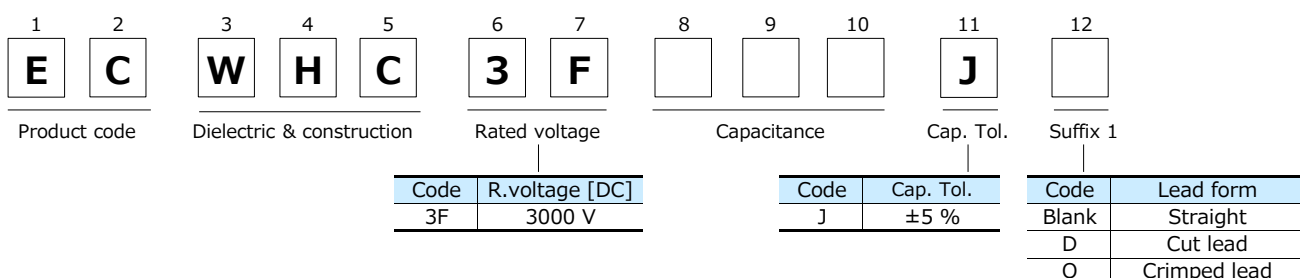 1 2 3 4 5 6 7 8 9 10 11 12
E C W H C 3 F J
Product code Dielectric & construction Rated voltage Capacitance Cap. Tol. Suffix 1
Code R.voltage [DC] Code Cap. Tol. Code Lead form
3F 3000 V J ±5 % Blank Straight
D Cut lead
Q Crimped lead